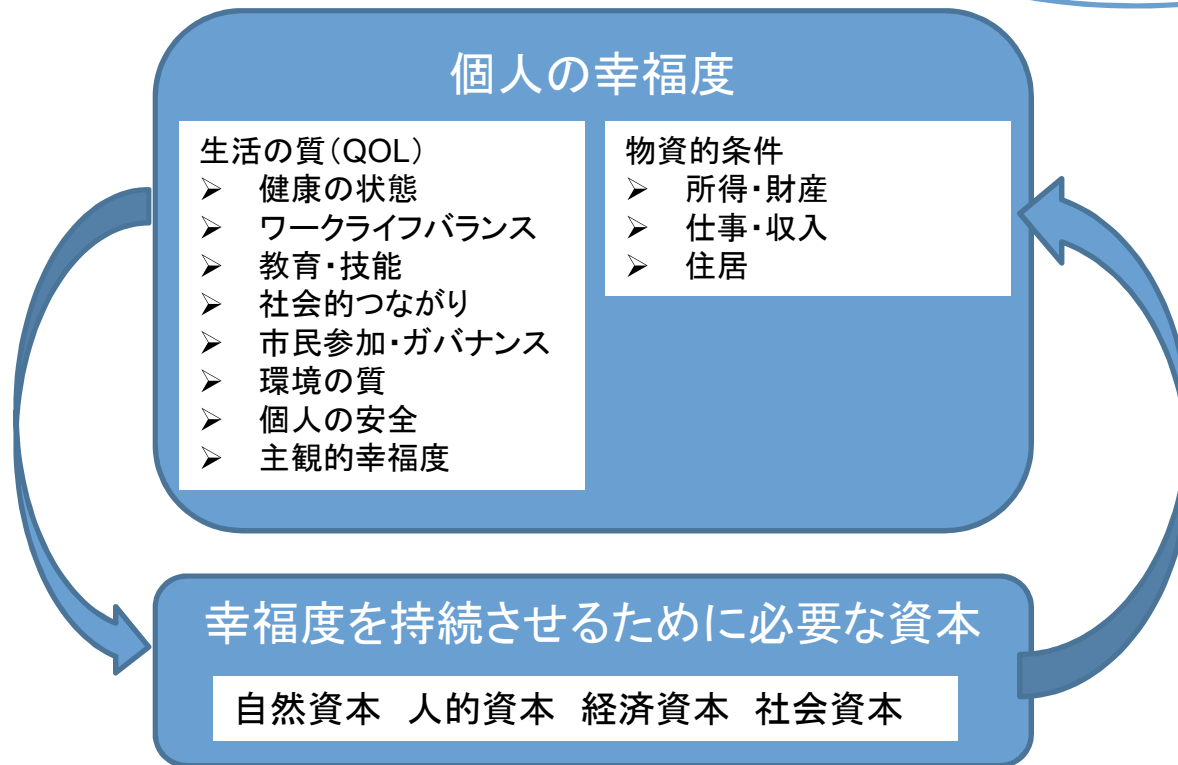 個人の幸福度
生活の質(QOL)
➢ 健康の状態
➢ ワークライフバランス
➢ 教育・技能
➢ 社会的つながり
➢ 市民参加・ガバナンス
➢ 環境の質
➢ 個人の安全
➢ 主観的幸福度
物資的条件
➢ 所得・財産
➢ 仕事・収入
➢ 住居
幸福度を持続させるために必要な資本
自然資本 人的資本 経済資本 社会資本